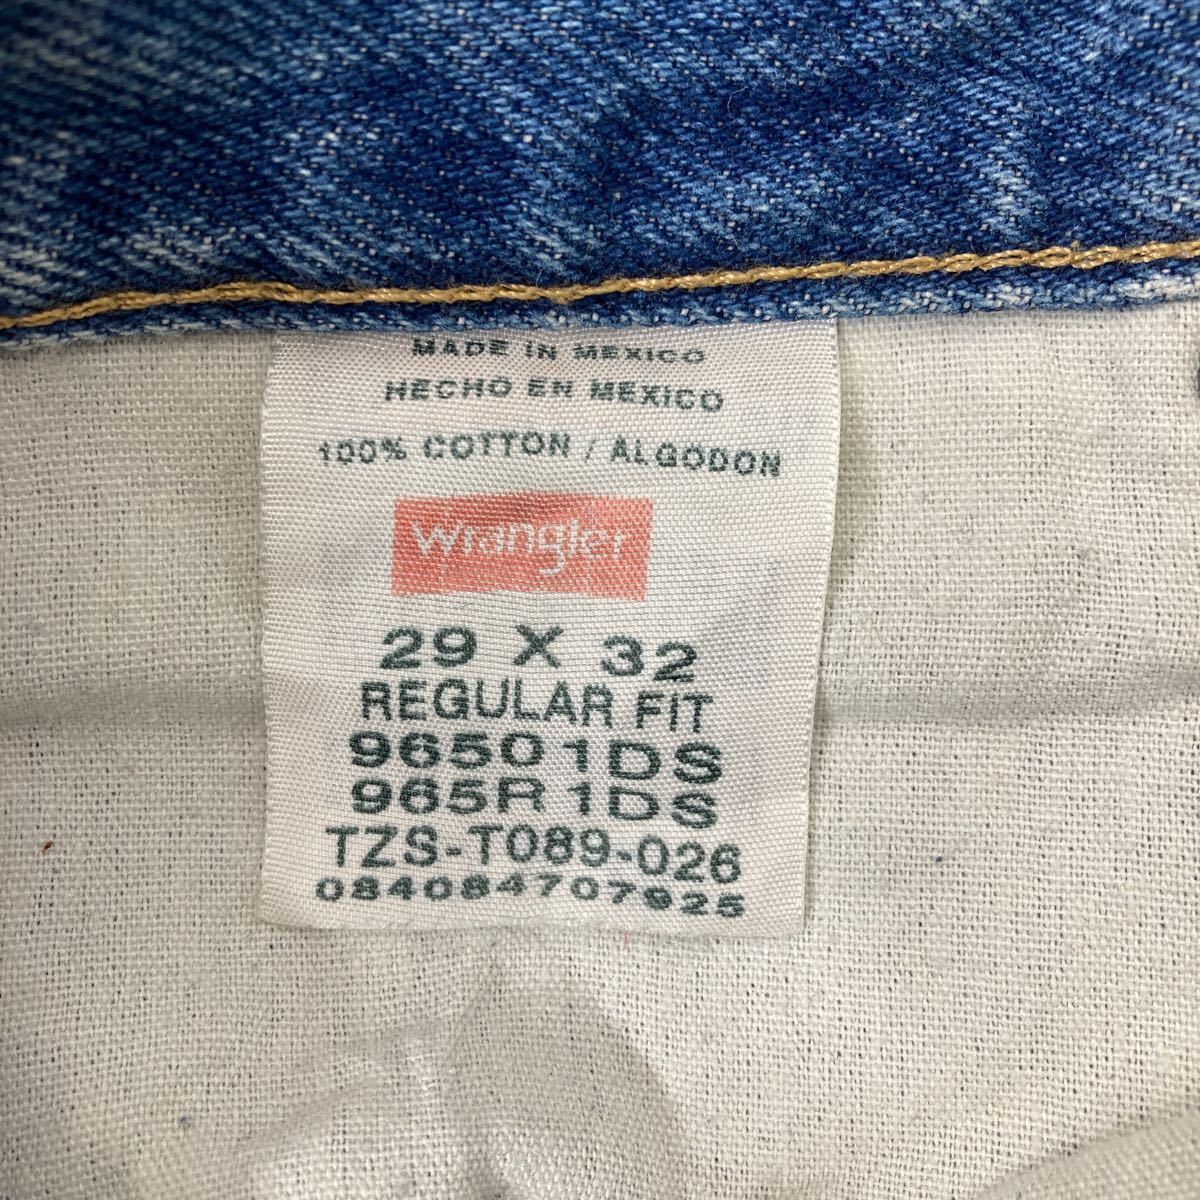 MADE IN MEXICO
HECHO EN MEXICO
100% COTTON / ALGODON
Wrangler
29 X 32
REGULAR FIT
96501DS
965R1DS
TZS-T089-026
084084707925